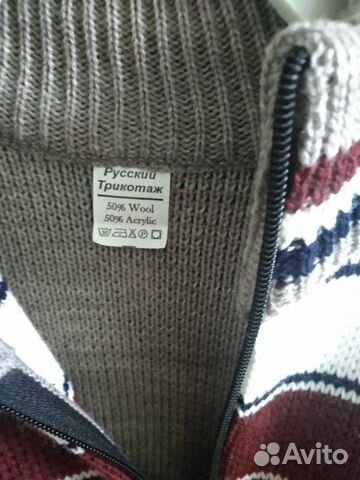 Русский
Трикотаж
50% Wool
50% Acrylic
Avito